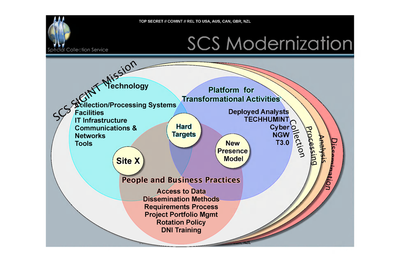 TOP SECRET // COMINT // REL TO USA, AUS, CAN, GBR, NZL
Special Collection Service
SCS Modernization
SCS SIGINT Mission
Technology
Collection/Processing Systems
Facilities
IT Infrastructure
Communications &
Networks
Tools
Platform for
Transformational Activities
Deployed Analysts
TECHHUMINT
Cyber
NGW
T3.0
Hard
Targets
Site X
New
Presence
Model
People and Business Practices
Access to Data
Dissemination Methods
Requirements Process
Project Portfolio Mgmt
Rotation Policy
DNI Training
Collection
Processing
Analysis
Dissemination